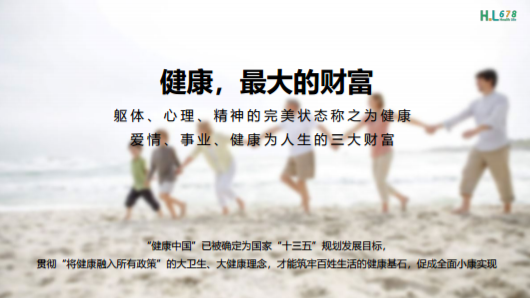 HL678
健康，最大的财富
躯体、心理、精神的完美状态称之为健康
爱情、事业、健康为人生的三大财富
“健康中国”已被确定为国家“十三五”规划发展目标，
贯彻“将健康融入所有政策”的大卫生、大健康理念，才能筑牢百姓生活的健康基石，促成全面小康实现